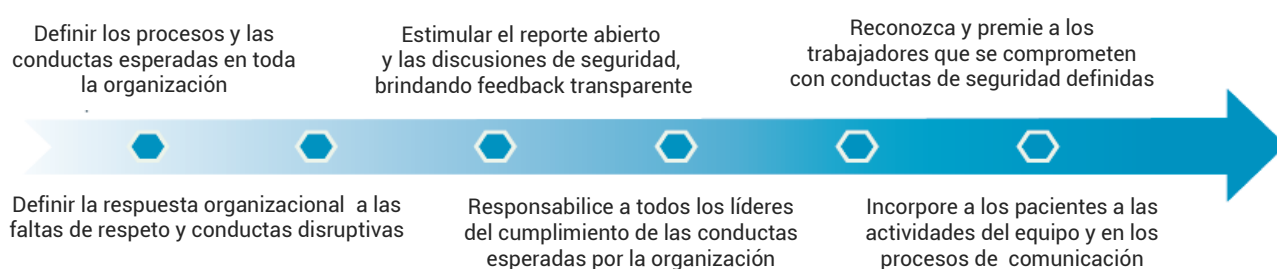 Definir los procesos y las
conductas esperadas en toda
la organización
Estimular el reporte abierto
y las discusiones de seguridad,
brindando feedback transparente
Reconozca y premie a los
trabajadores que se comprometen
con conductas de seguridad definidas
Definir la respuesta organizacional a las
faltas de respeto y conductas disruptivas
Responsabilice a todos los líderes
del cumplimiento de las conductas
esperadas por la organización
Incorpore a los pacientes a las
actividades del equipo y en los
procesos de comunicación